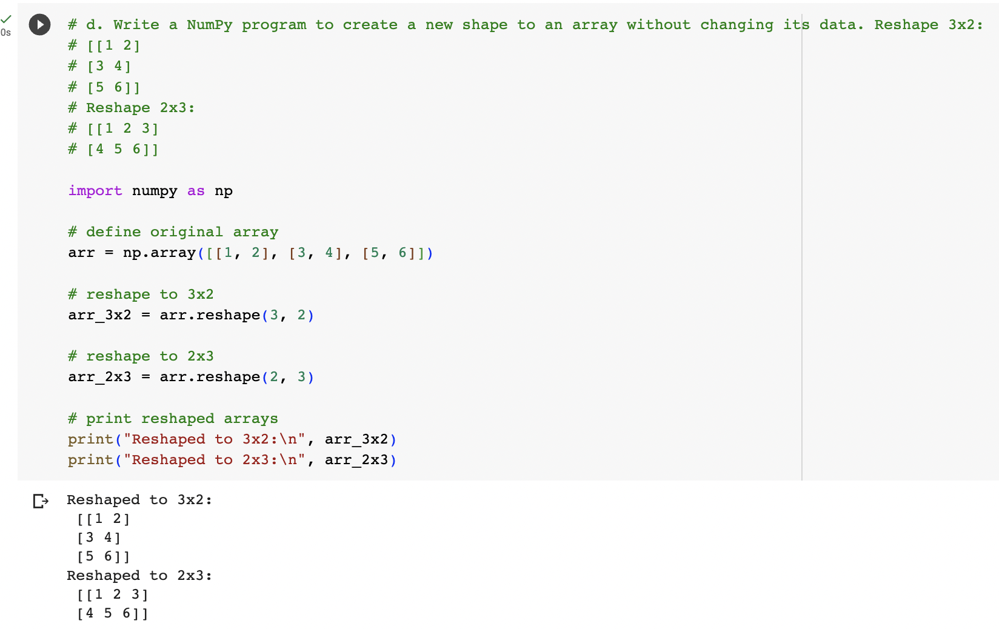 0s
# d. Write a NumPy program to create a new shape to an array without changing its data. Reshape 3x2:
# [[1 2]
# [3 4]
# [5 6]]
# Reshape 2x3:
# [[1 2 3]
# [4 5 6]]
import numpy as np
# define original array
arr = np.array([[1, 2], [3, 4], [5, 6]])
# reshape to 3x2
arr_3x2 = arr.reshape(3, 2)
# reshape to 2x3
arr_2x3 = arr.reshape(2, 3)
# print reshaped arrays
print("Reshaped to 3x2:\n", arr_3x2)
print("Reshaped to 2x3:\n", arr_2x3)
Reshaped to 3x2:
[[1 2]
[3 4]
[5 6]]
Reshaped to 2x3:
[[1 2 3]
[4 5 6]]